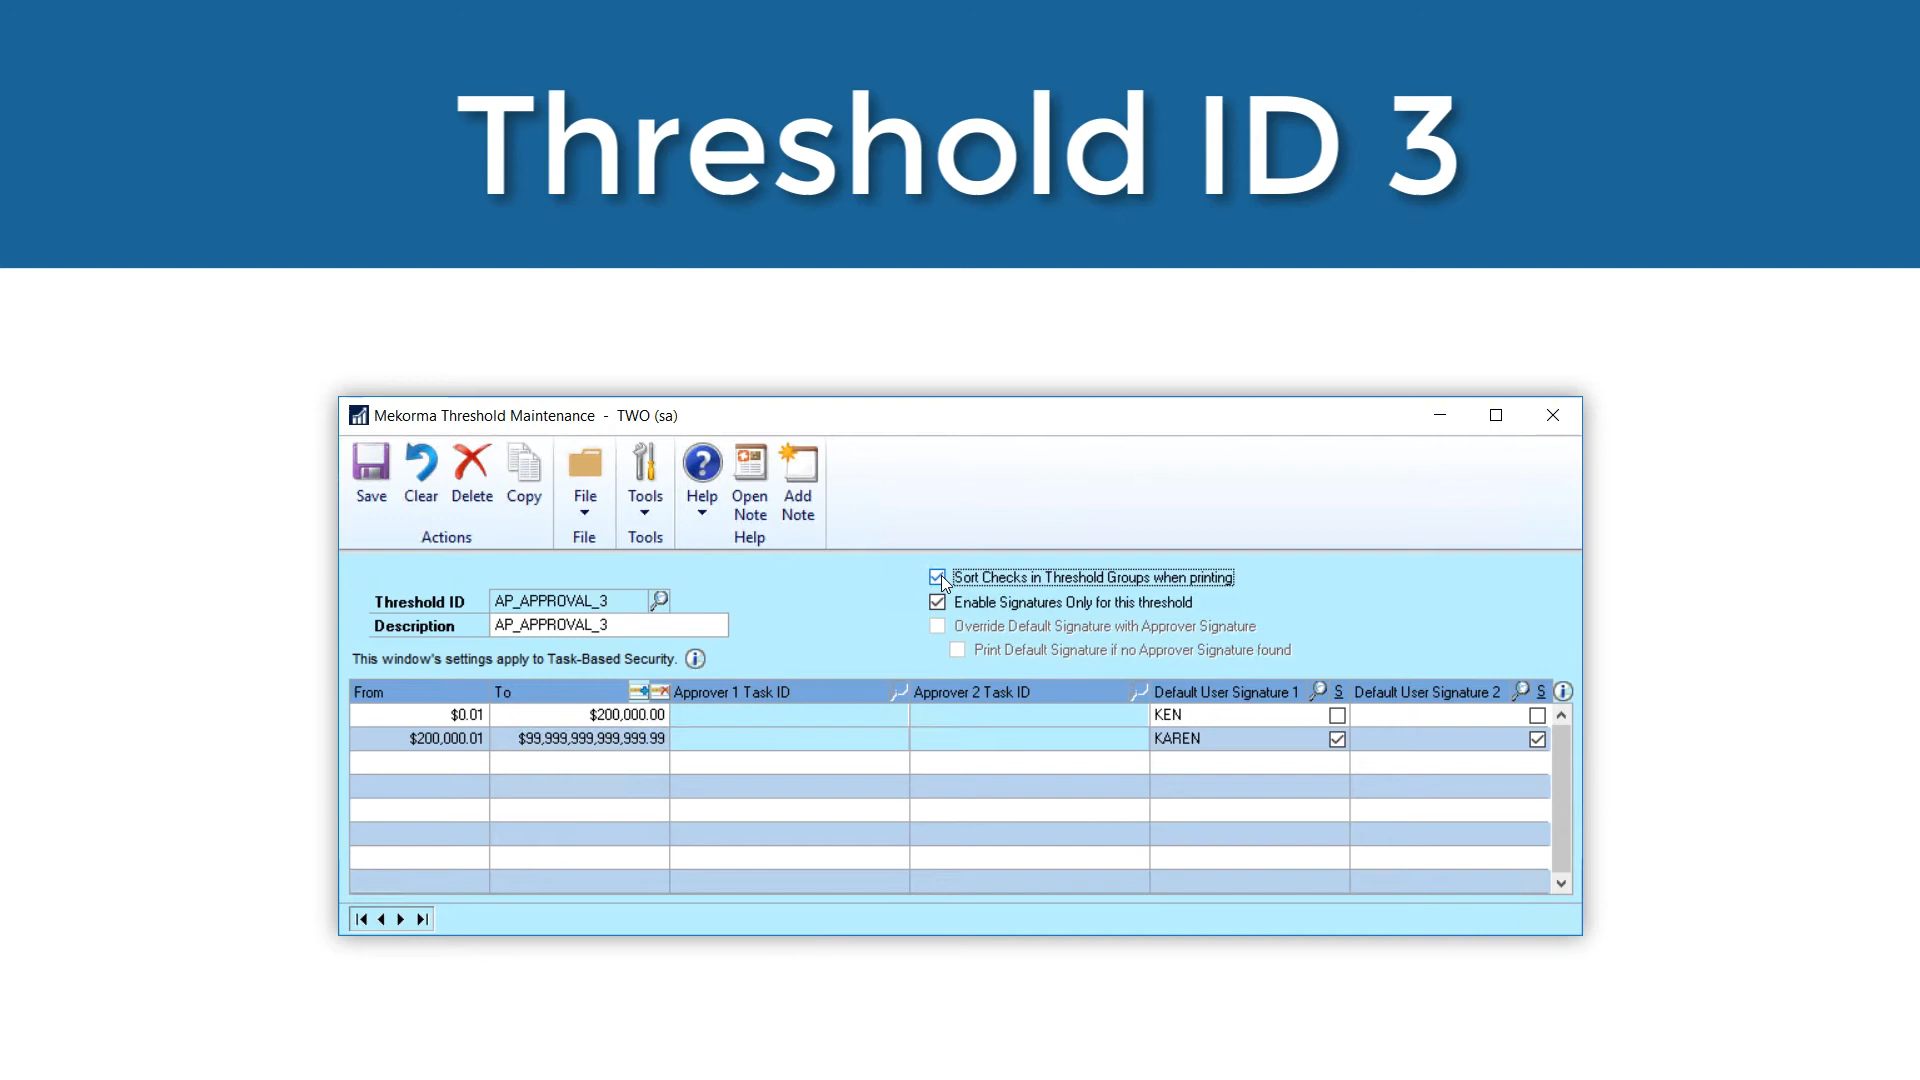 Threshold ID 3
Mekorma Threshold Maintenance - TWO (sa)
Save Clear Delete Copy File Tools Help Open Note Add Note
Actions File Tools Help
Sort Checks in Threshold Groups when printing
Threshold ID AP_APPROVAL_3
Enable Signatures Only for this threshold
Description AP_APPROVAL_3
Override Default Signature with Approver Signature
Print Default Signature if no Approver Signature found
This window's settings apply to Task-Based Security.
From To Approver 1 Task ID Approver 2 Task ID Default User Signature 1 S Default User Signature 2 S
$0.01 $200,000.00 KEN
$200,000.01 $99,999,999,999,999.99 KAREN